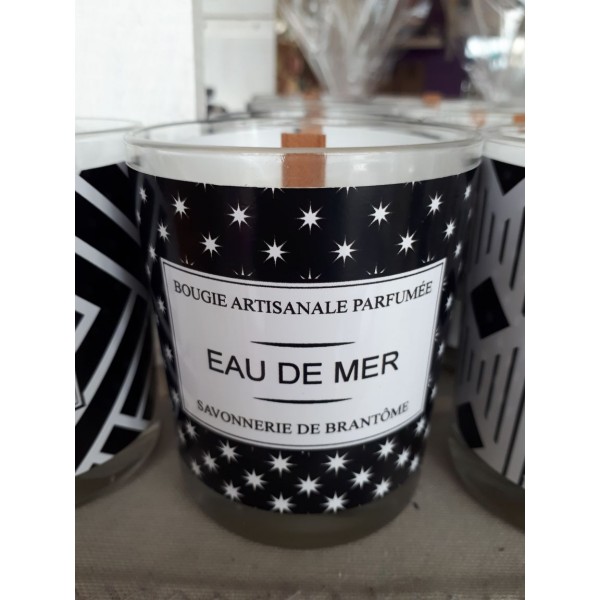 BOUGIE ARTISANALE PARFUMÉE
EAU DE MER
SAVONNERIE DE BRANTÔME